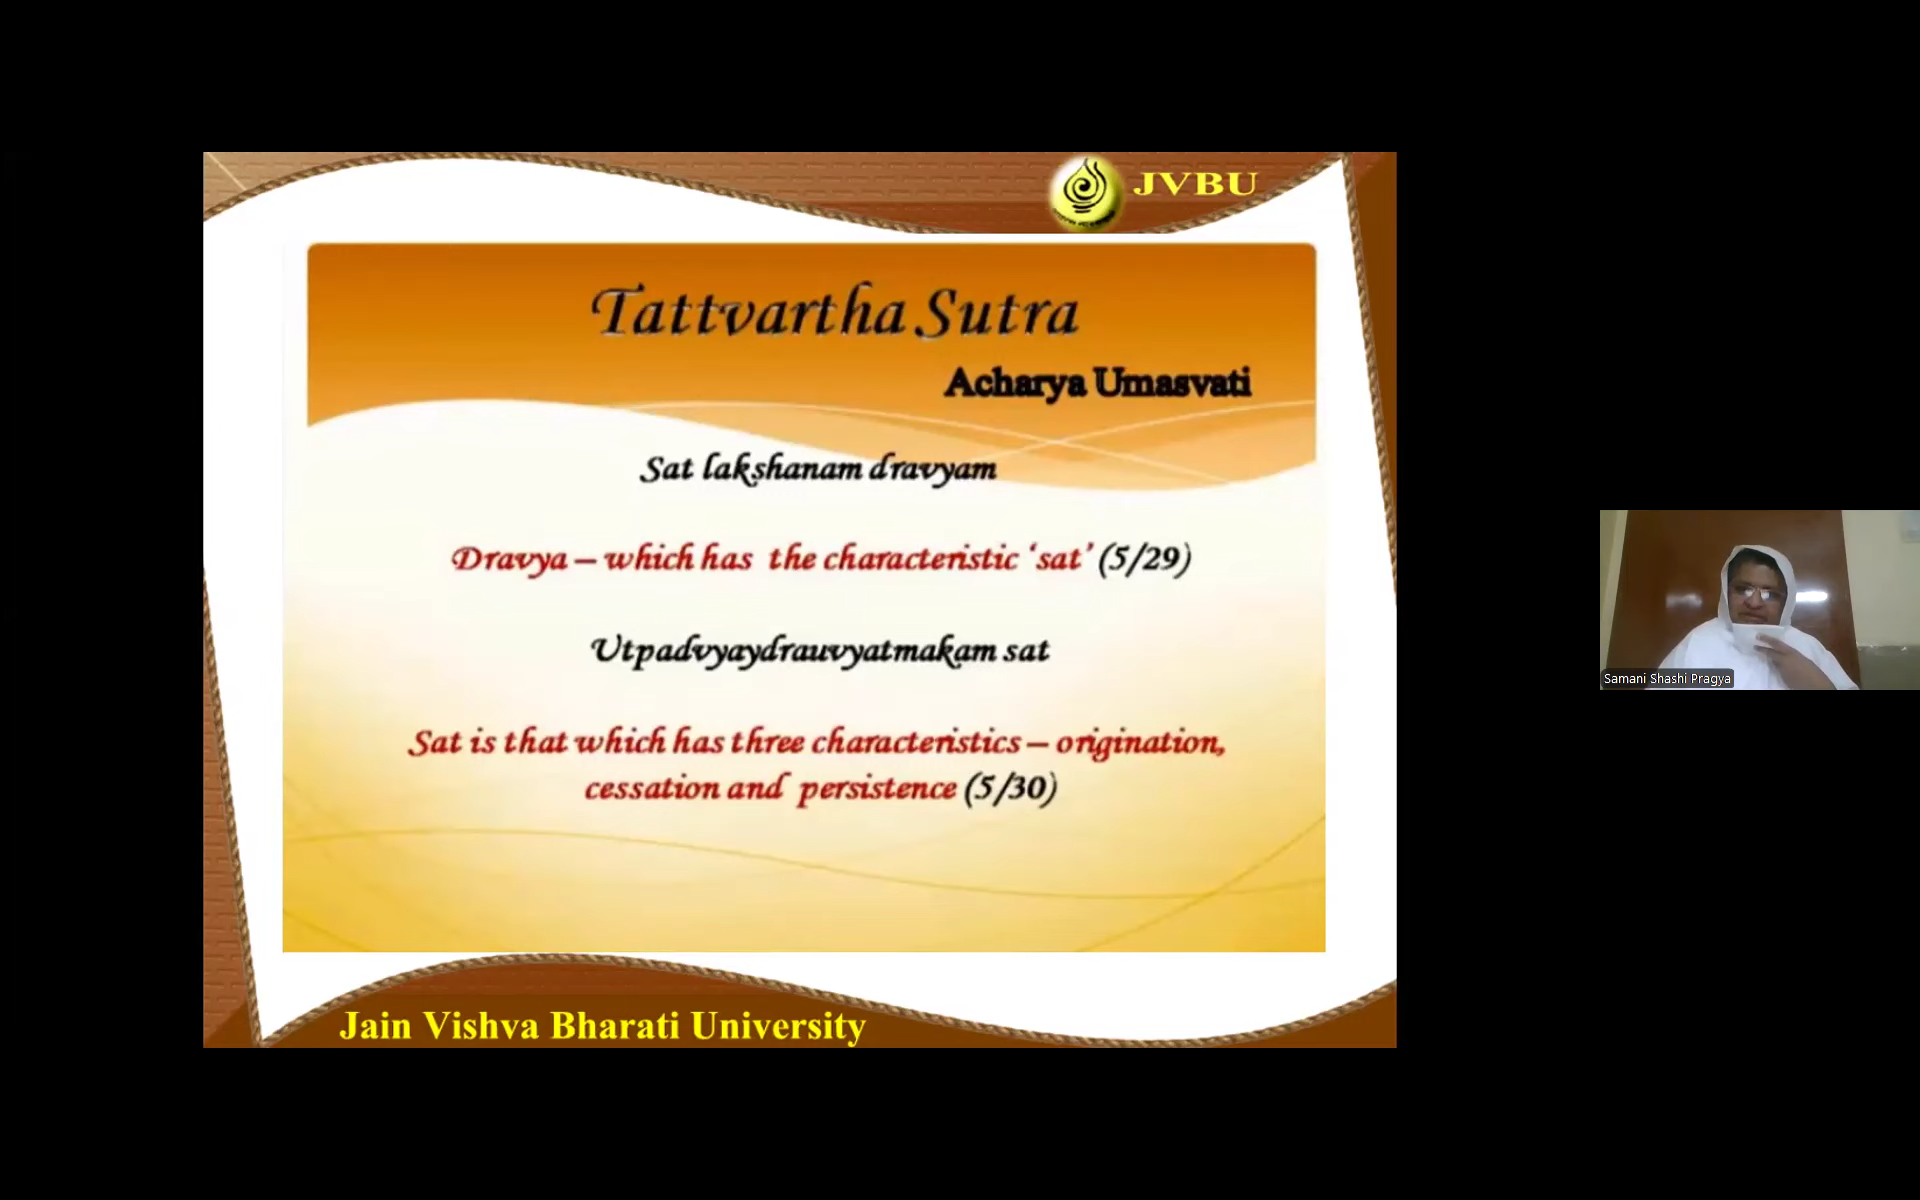 JVBU
Tattvartha Sutra
Acharya Umasvati
Sat lakshanam dravyam
Dravya – which has the characteristic ‘sat’ (5/29)
Utpadvyaydrauvyatmakam sat
Sat is that which has three characteristics – origination,
cessation and persistence (5/30)
Jain Vishva Bharati University
Samani Shashi Pragya